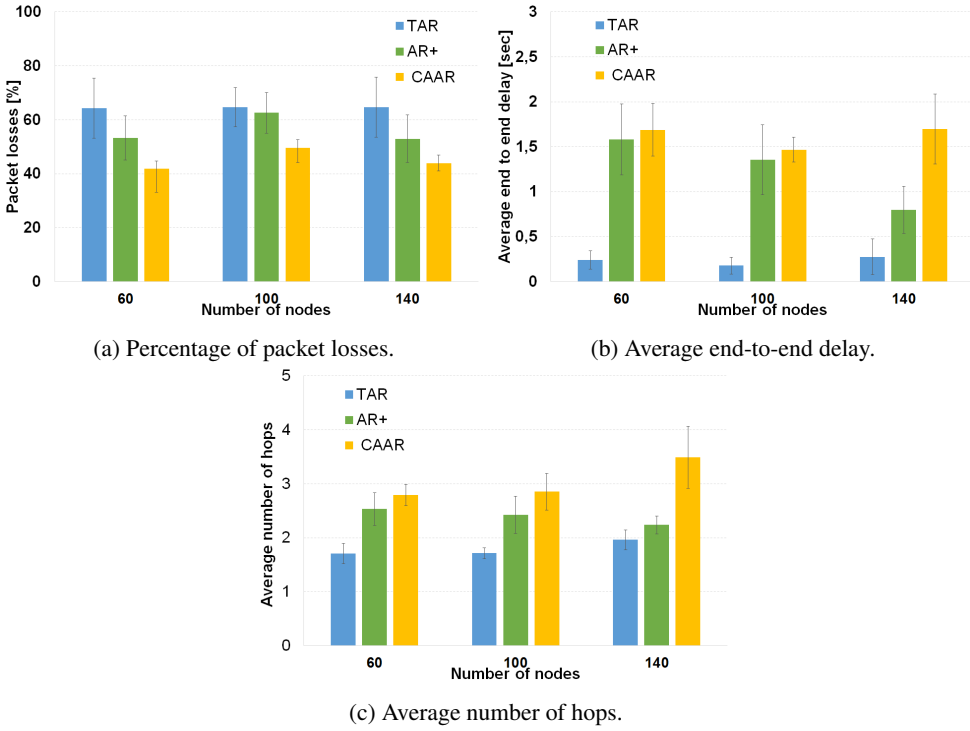 100
80
60
40
20
0
Packet losses [%]
TAR
AR+
CAAR
60 100 140
Number of nodes
(a) Percentage of packet losses.
3
2,5
2
1,5
1
0,5
0
Average end to end delay [sec]
TAR
AR+
CAAR
60 100 140
Number of nodes
(b) Average end-to-end delay.
5
4
3
2
1
0
Average number of hops
TAR
AR+
CAAR
60 100 140
Number of nodes
(c) Average number of hops.